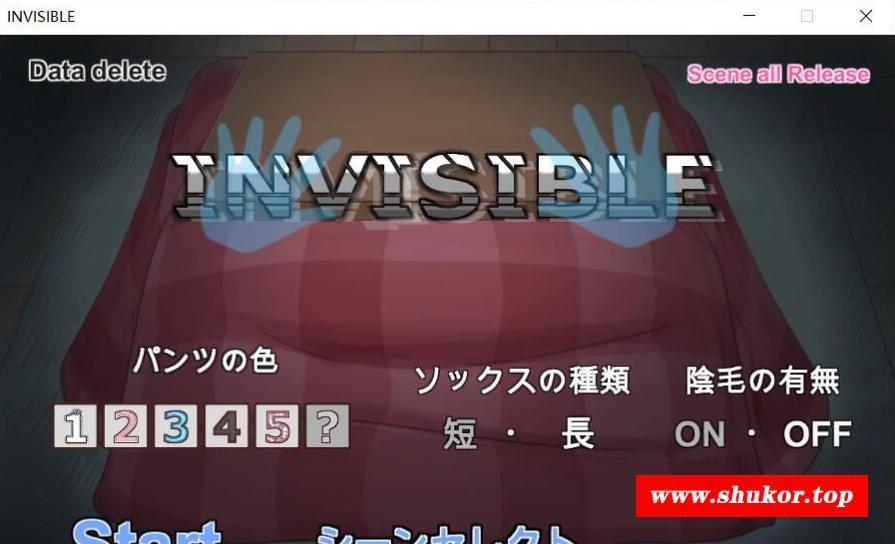 INVISIBLE
Data delete
Scene all Release
INVISIBLE
パンツの色
ソックスの種類
陰毛の有無
1 2 3 4 5 ?
短 ・ 長
ON ・ OFF
www.shukor.top
Start
シーンセレクト